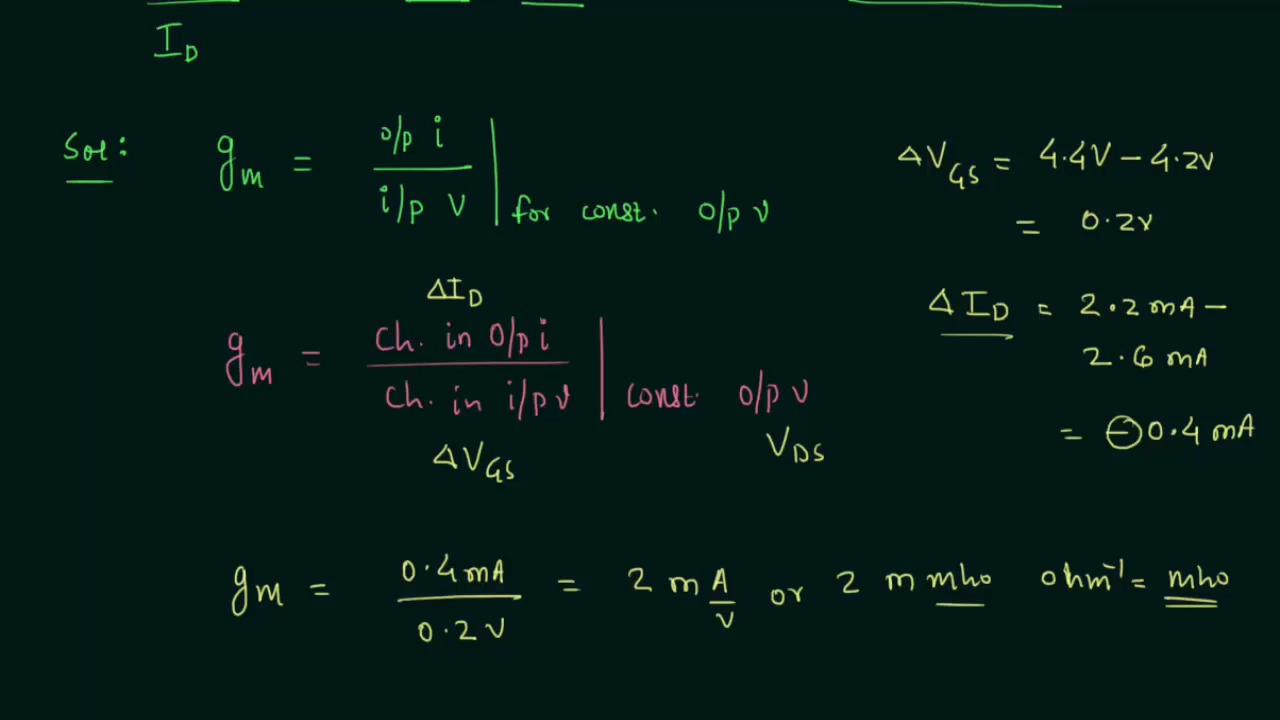 I_D
Sol: g_m = o/p i / i/p v | for const. o/p v
ΔV_GS = 4.4V - 4.2V
= 0.2V
ΔI_D
g_m = Ch. in o/p i / Ch. in i/p v | const. o/p v
ΔV_GS V_DS
ΔI_D = 2.2 mA -
2.6 mA
= - 0.4 mA
g_m = 0.4 mA / 0.2 V = 2 m A/V or 2 m mho ohm⁻¹ = mho